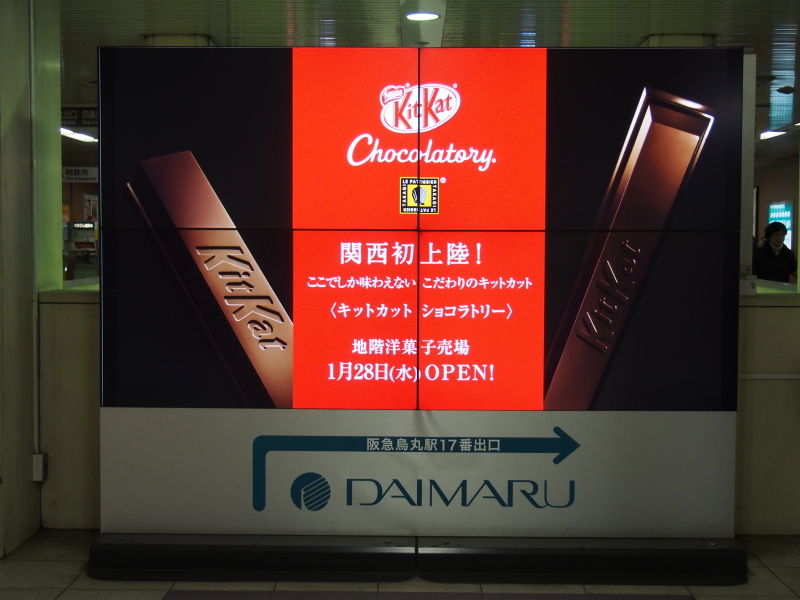 Nestlé
KitKat
Chocolatory
LE PATISSIER
TAKAGI
TAKAGI
LE PATISSIER
関西初上陸!
ここでしか味わえない こだわりのキットカット
〈キットカット ショコラトリー〉
地階洋菓子売場
1月28日(水)OPEN!
KitKat
KitKat
阪急烏丸駅17番出口
DAIMARU